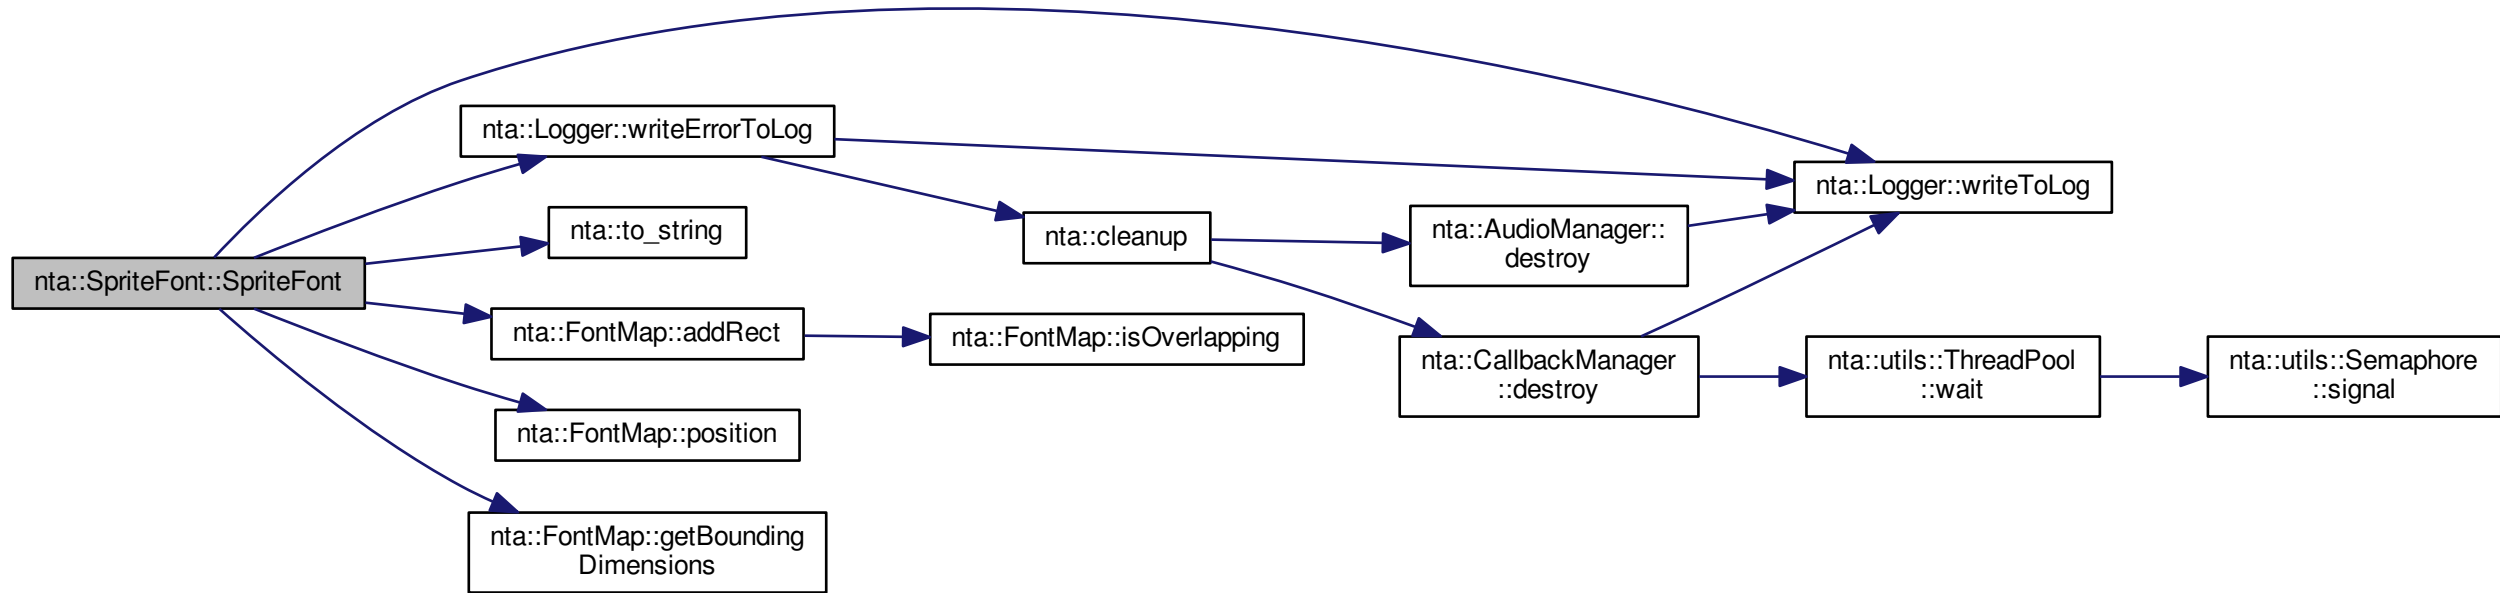 nta::SpriteFont::SpriteFont
nta::Logger::writeErrorToLog
nta::to_string
nta::FontMap::addRect
nta::FontMap::position
nta::FontMap::getBounding
Dimensions
nta::cleanup
nta::FontMap::isOverlapping
nta::AudioManager::
destroy
nta::CallbackManager
::destroy
nta::Logger::writeToLog
nta::utils::ThreadPool
::wait
nta::utils::Semaphore
::signal